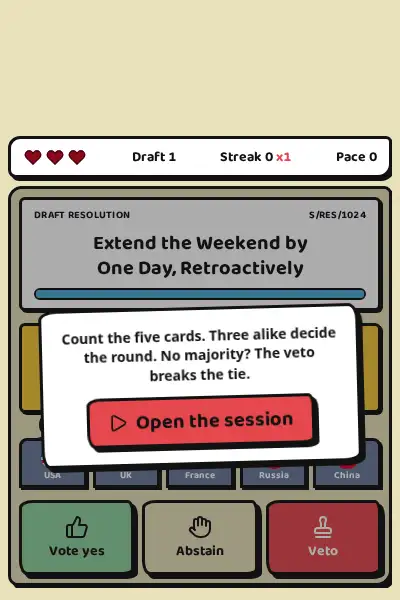 Draft 1
Streak 0 x1
Pace 0
DRAFT RESOLUTION
S/RES/1024
Extend the Weekend by
One Day, Retroactively
Count the five cards. Three alike decide
the round. No majority? The veto
breaks the tie.
Open the session
USA
UK
France
Russia
China
Vote yes
Abstain
Veto